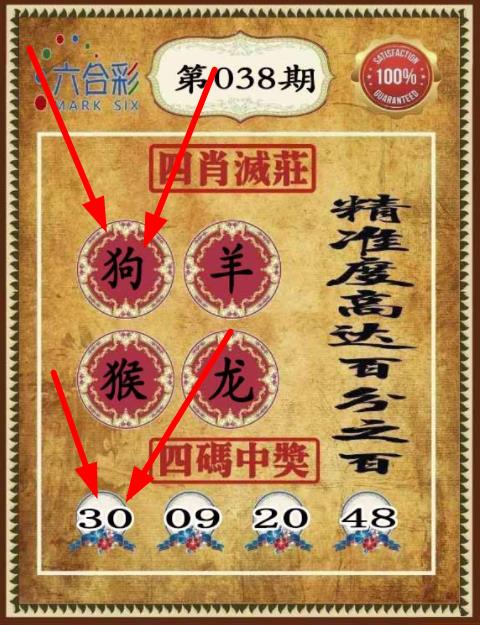 六合彩
MARK SIX
第038期
SATISFACTION
100%
GUARANTEED
四肖滅莊
狗 羊
猴 龙
精准度高达百分之百
四碼中獎
30 09 20 48